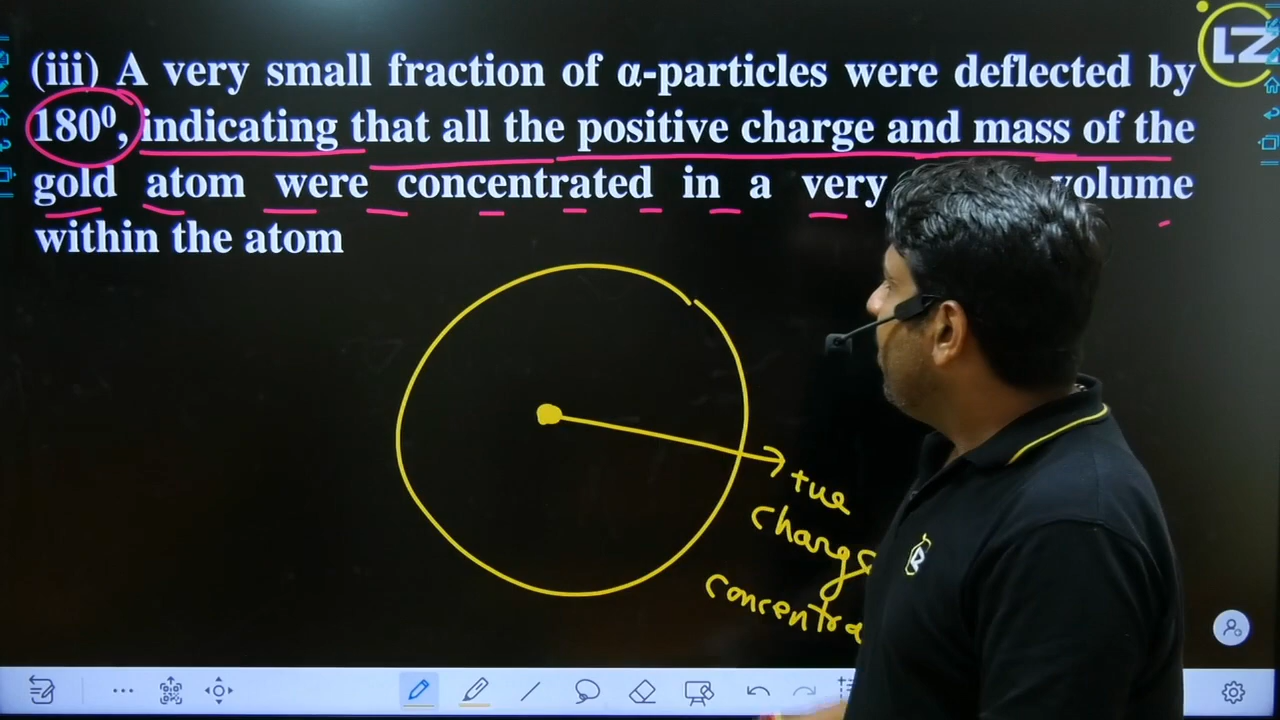 (iii) A very small fraction of α-particles were deflected by
180⁰, indicating that all the positive charge and mass of the
gold atom were concentrated in a very volume
within the atom
+ve
charge
concentra
LZ